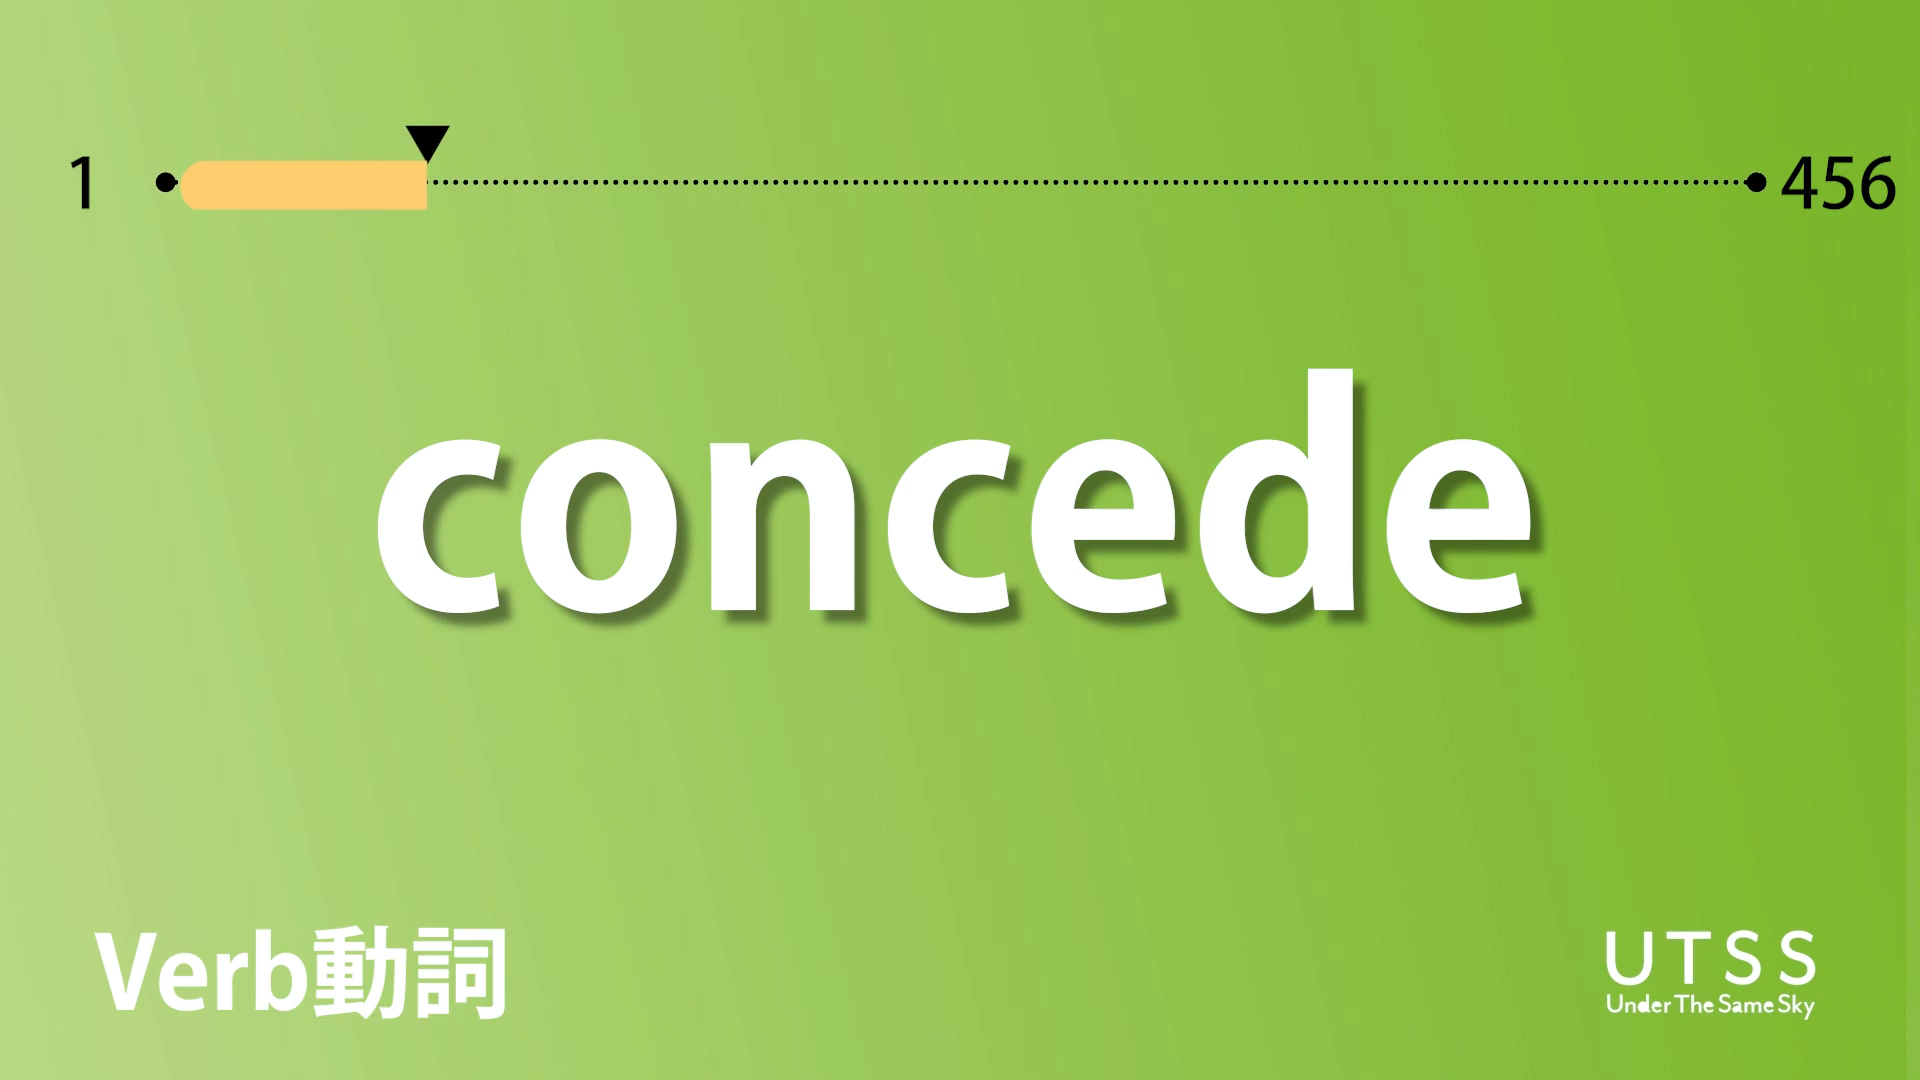 1 456
concede
Verb動詞
UTSS
Under The Same Sky